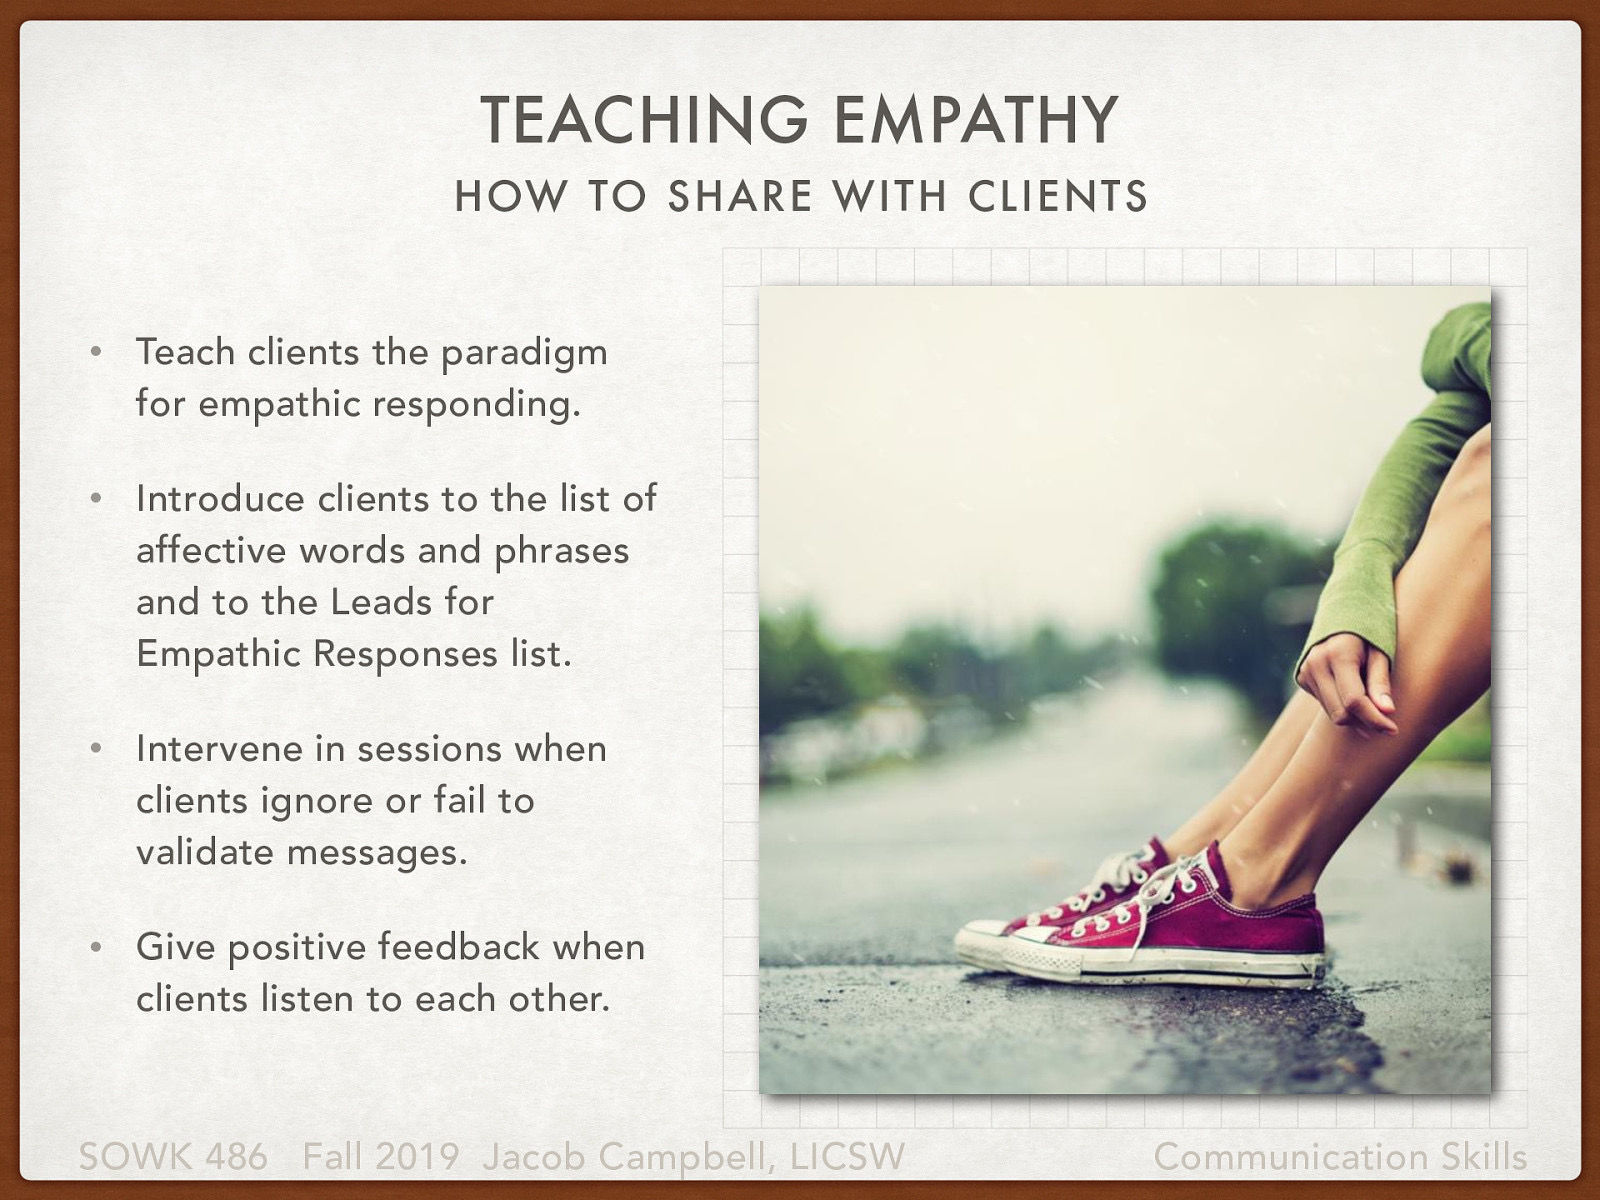 TEACHING EMPATHY
HOW TO SHARE WITH CLIENTS
• Teach clients the paradigm
for empathic responding.
• Introduce clients to the list of
affective words and phrases
and to the Leads for
Empathic Responses list.
• Intervene in sessions when
clients ignore or fail to
validate messages.
• Give positive feedback when
clients listen to each other.
SOWK 486 Fall 2019 Jacob Campbell, LICSW Communication Skills